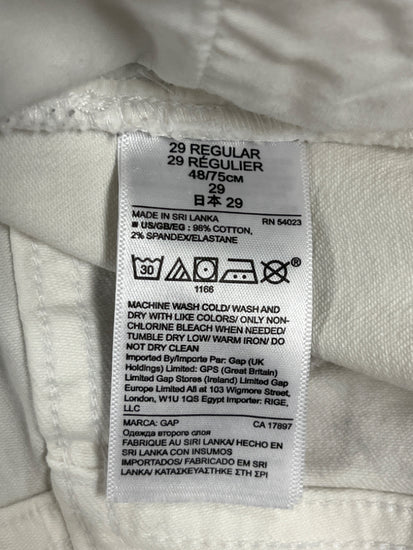 29 REGULAR
29 RÉGULIER
48/75CM
29
日本 29
MADE IN SRI LANKA RN 54023
■ US/GB/EG : 98% COTTON,
2% SPANDEX/ELASTANE
30 ®
1166
MACHINE WASH COLD/ WASH AND
DRY WITH LIKE COLORS/ ONLY NON-
CHLORINE BLEACH WHEN NEEDED/
TUMBLE DRY LOW/ WARM IRON/ DO
NOT DRY CLEAN
Imported By/Importe Par: Gap (UK
Holdings) Limited: GPS (Great Britain)
Limited Gap Stores (Ireland) Limited Gap
Europe Limited All at 103 Wigmore Street,
London, W1U 1QS Egypt Importer: RIGE,
LLC
MARCA: GAP CA 17897
Одежда второго слоя
FABRIQUE AU SIRI LANKA/ HECHO EN
SRI LANKA CON INSUMOS
IMPORTADOS/ FABRICADO EM SRI
LANKA/ ΚΑΤΑΣΚΕΥΑΣΤΗΚΕ ΣΤΗ ΣΡΙ